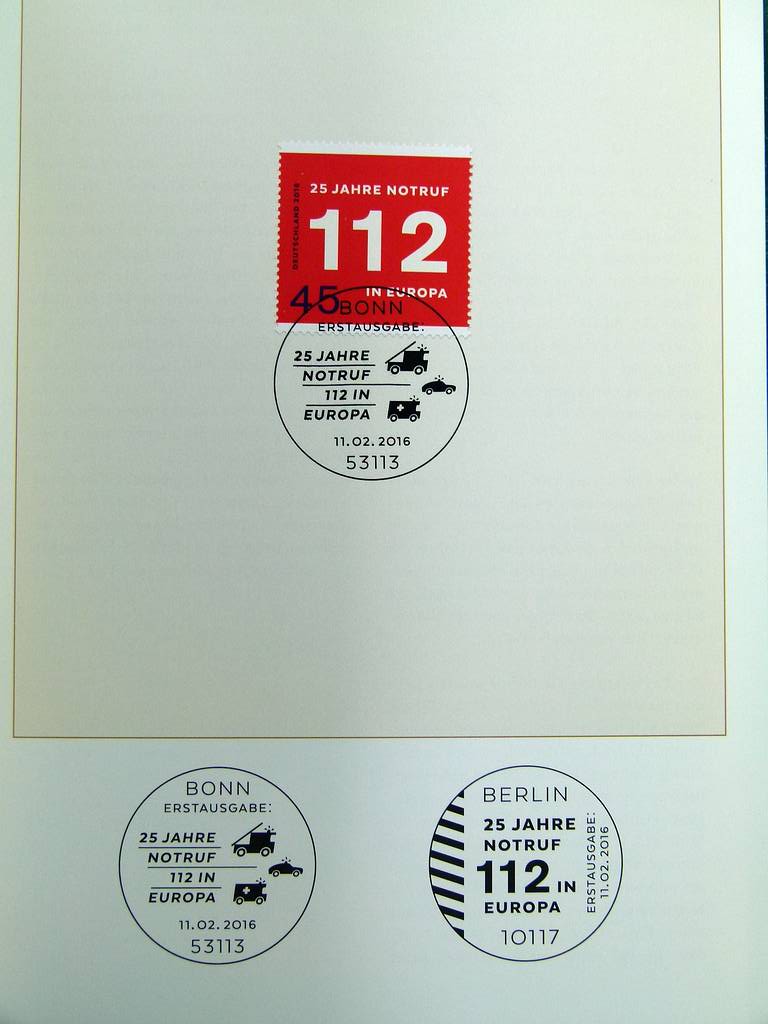 25 JAHRE NOTRUF
DEUTSCHLAND 2016
112
IN EUROPA
45
BONN
ERSTAUSGABE:
25 JAHRE
NOTRUF
112 IN
EUROPA
11.02.2016
53113
BONN
ERSTAUSGABE:
25 JAHRE
NOTRUF
112 IN
EUROPA
11.02.2016
53113
BERLIN
25 JAHRE
NOTRUF
112 IN
EUROPA
ERSTAUSGABE:
11.02.2016
10117